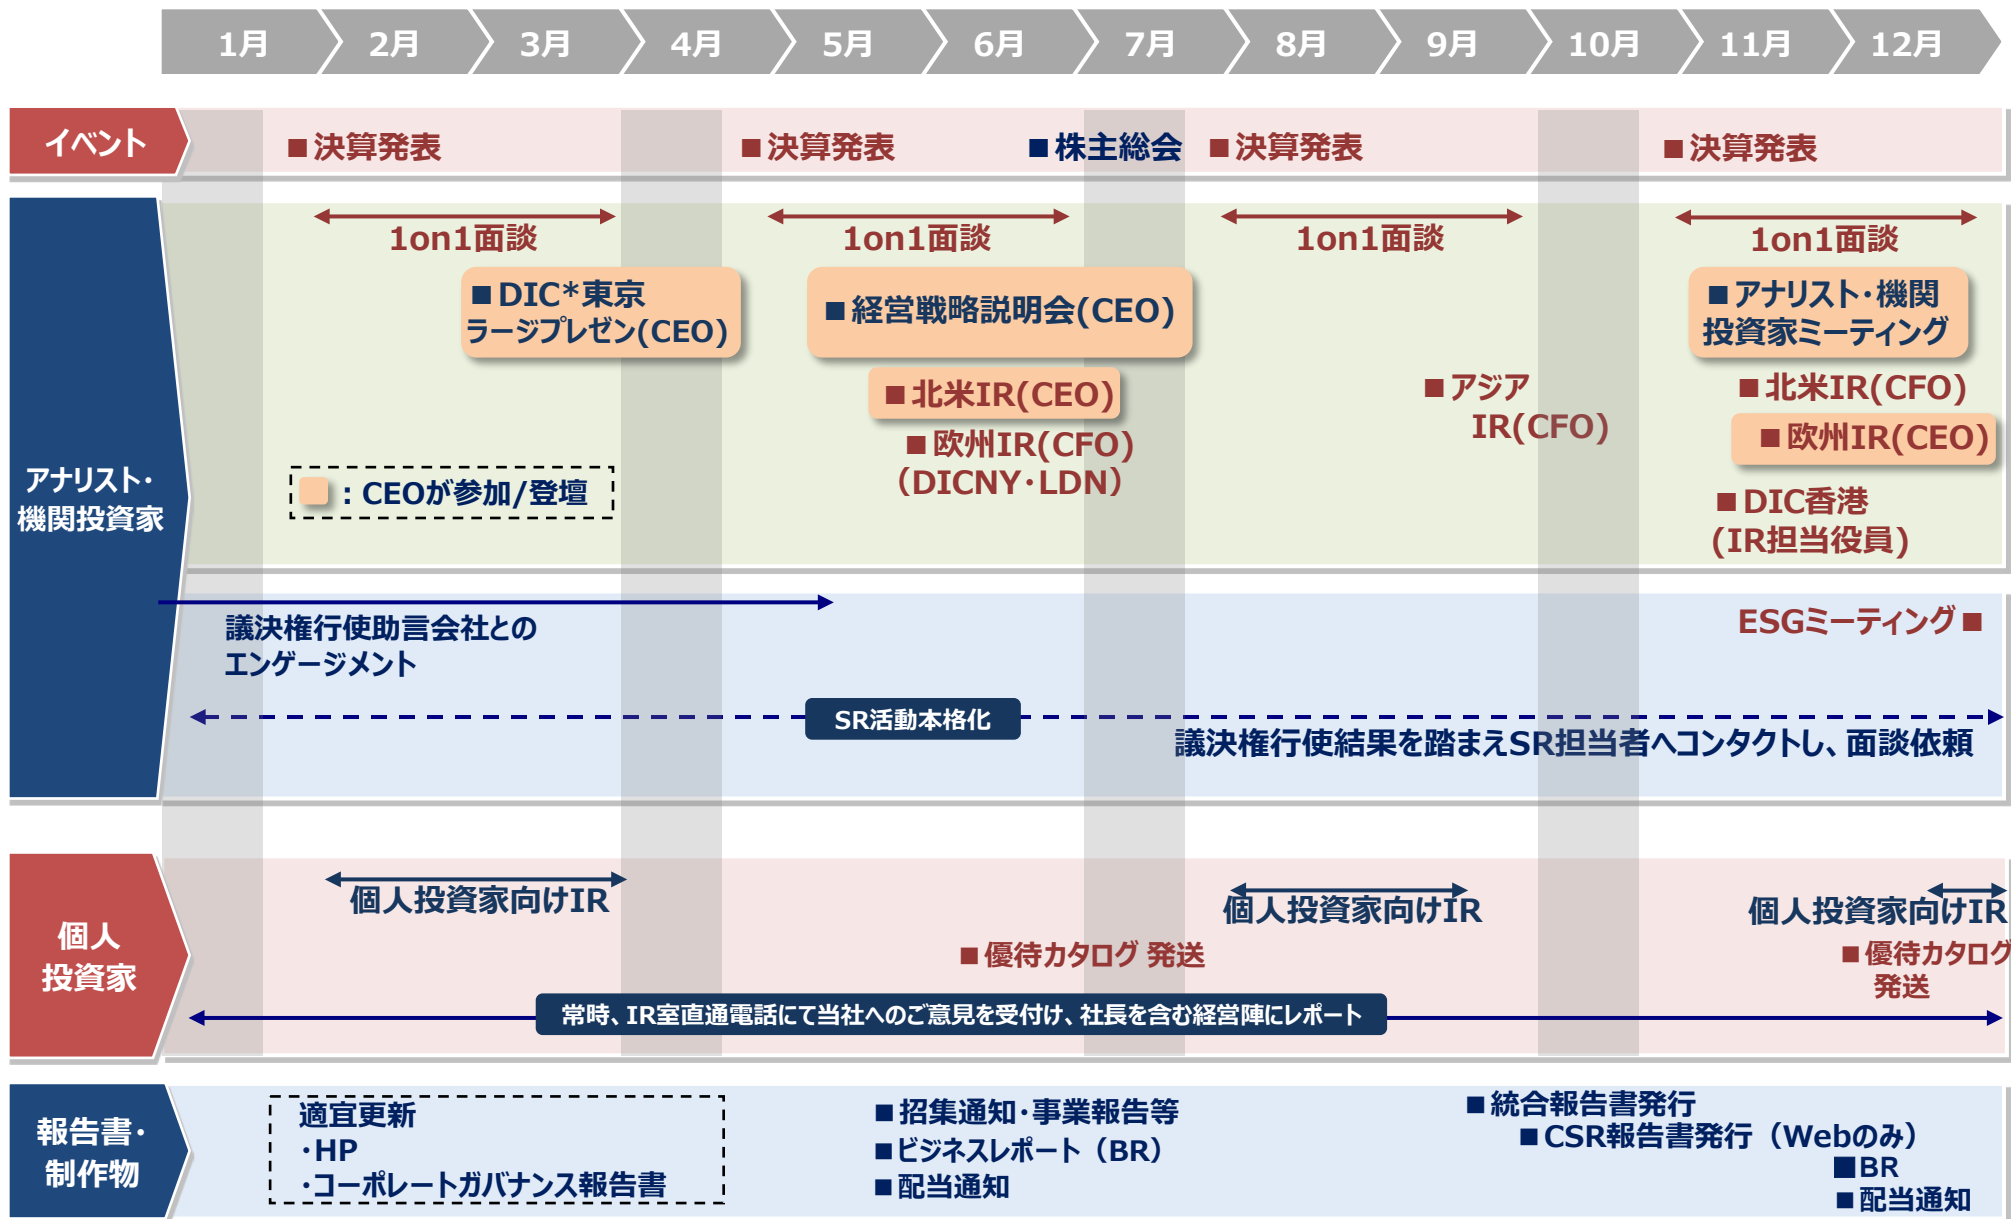 1月 2月 3月 4月 5月 6月 7月 8月 9月 10月 11月 12月
イベント
■決算発表 ■決算発表 ■株主総会 ■決算発表 ■決算発表
アナリスト・
機関投資家
1on1面談 1on1面談 1on1面談 1on1面談
■DIC*東京
ラージプレゼン(CEO)
■経営戦略説明会(CEO)
■アナリスト・機関
投資家ミーティング
■北米IR(CEO)
■欧州IR(CFO)
（DICNY・LDN）
■アジア
IR(CFO)
■北米IR(CFO)
■欧州IR(CEO)
■DIC香港
(IR担当役員)
：CEOが参加/登壇
議決権行使助言会社との
エンゲージメント
ESGミーティング■
SR活動本格化
議決権行使結果を踏まえSR担当者へコンタクトし、面談依頼
個人
投資家
個人投資家向けIR 個人投資家向けIR 個人投資家向けIR
■優待カタログ 発送
■優待カタログ
発送
常時、IR室直通電話にて当社へのご意見を受付け、社長を含む経営陣にレポート
報告書・
制作物
適宜更新
・HP
・コーポレートガバナンス報告書
■招集通知・事業報告等
■ビジネスレポート（BR）
■配当通知
■統合報告書発行
■CSR報告書発行（Webのみ）
■BR
■配当通知